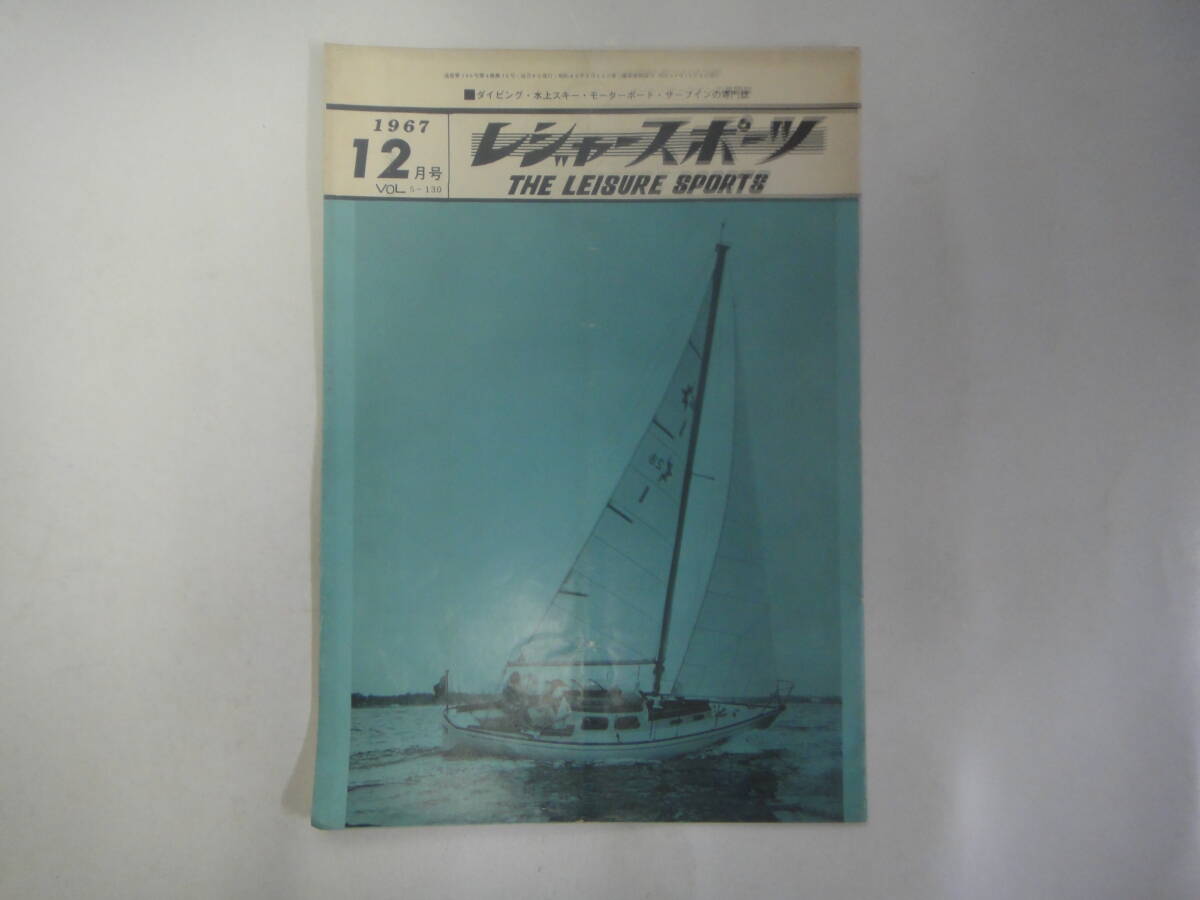 ■ダイビング・水上スキー・モーターボード・サーフインの専門誌
1967
12月号
VOL 5-130
レジャースポーツ
THE LEISURE SPORTS